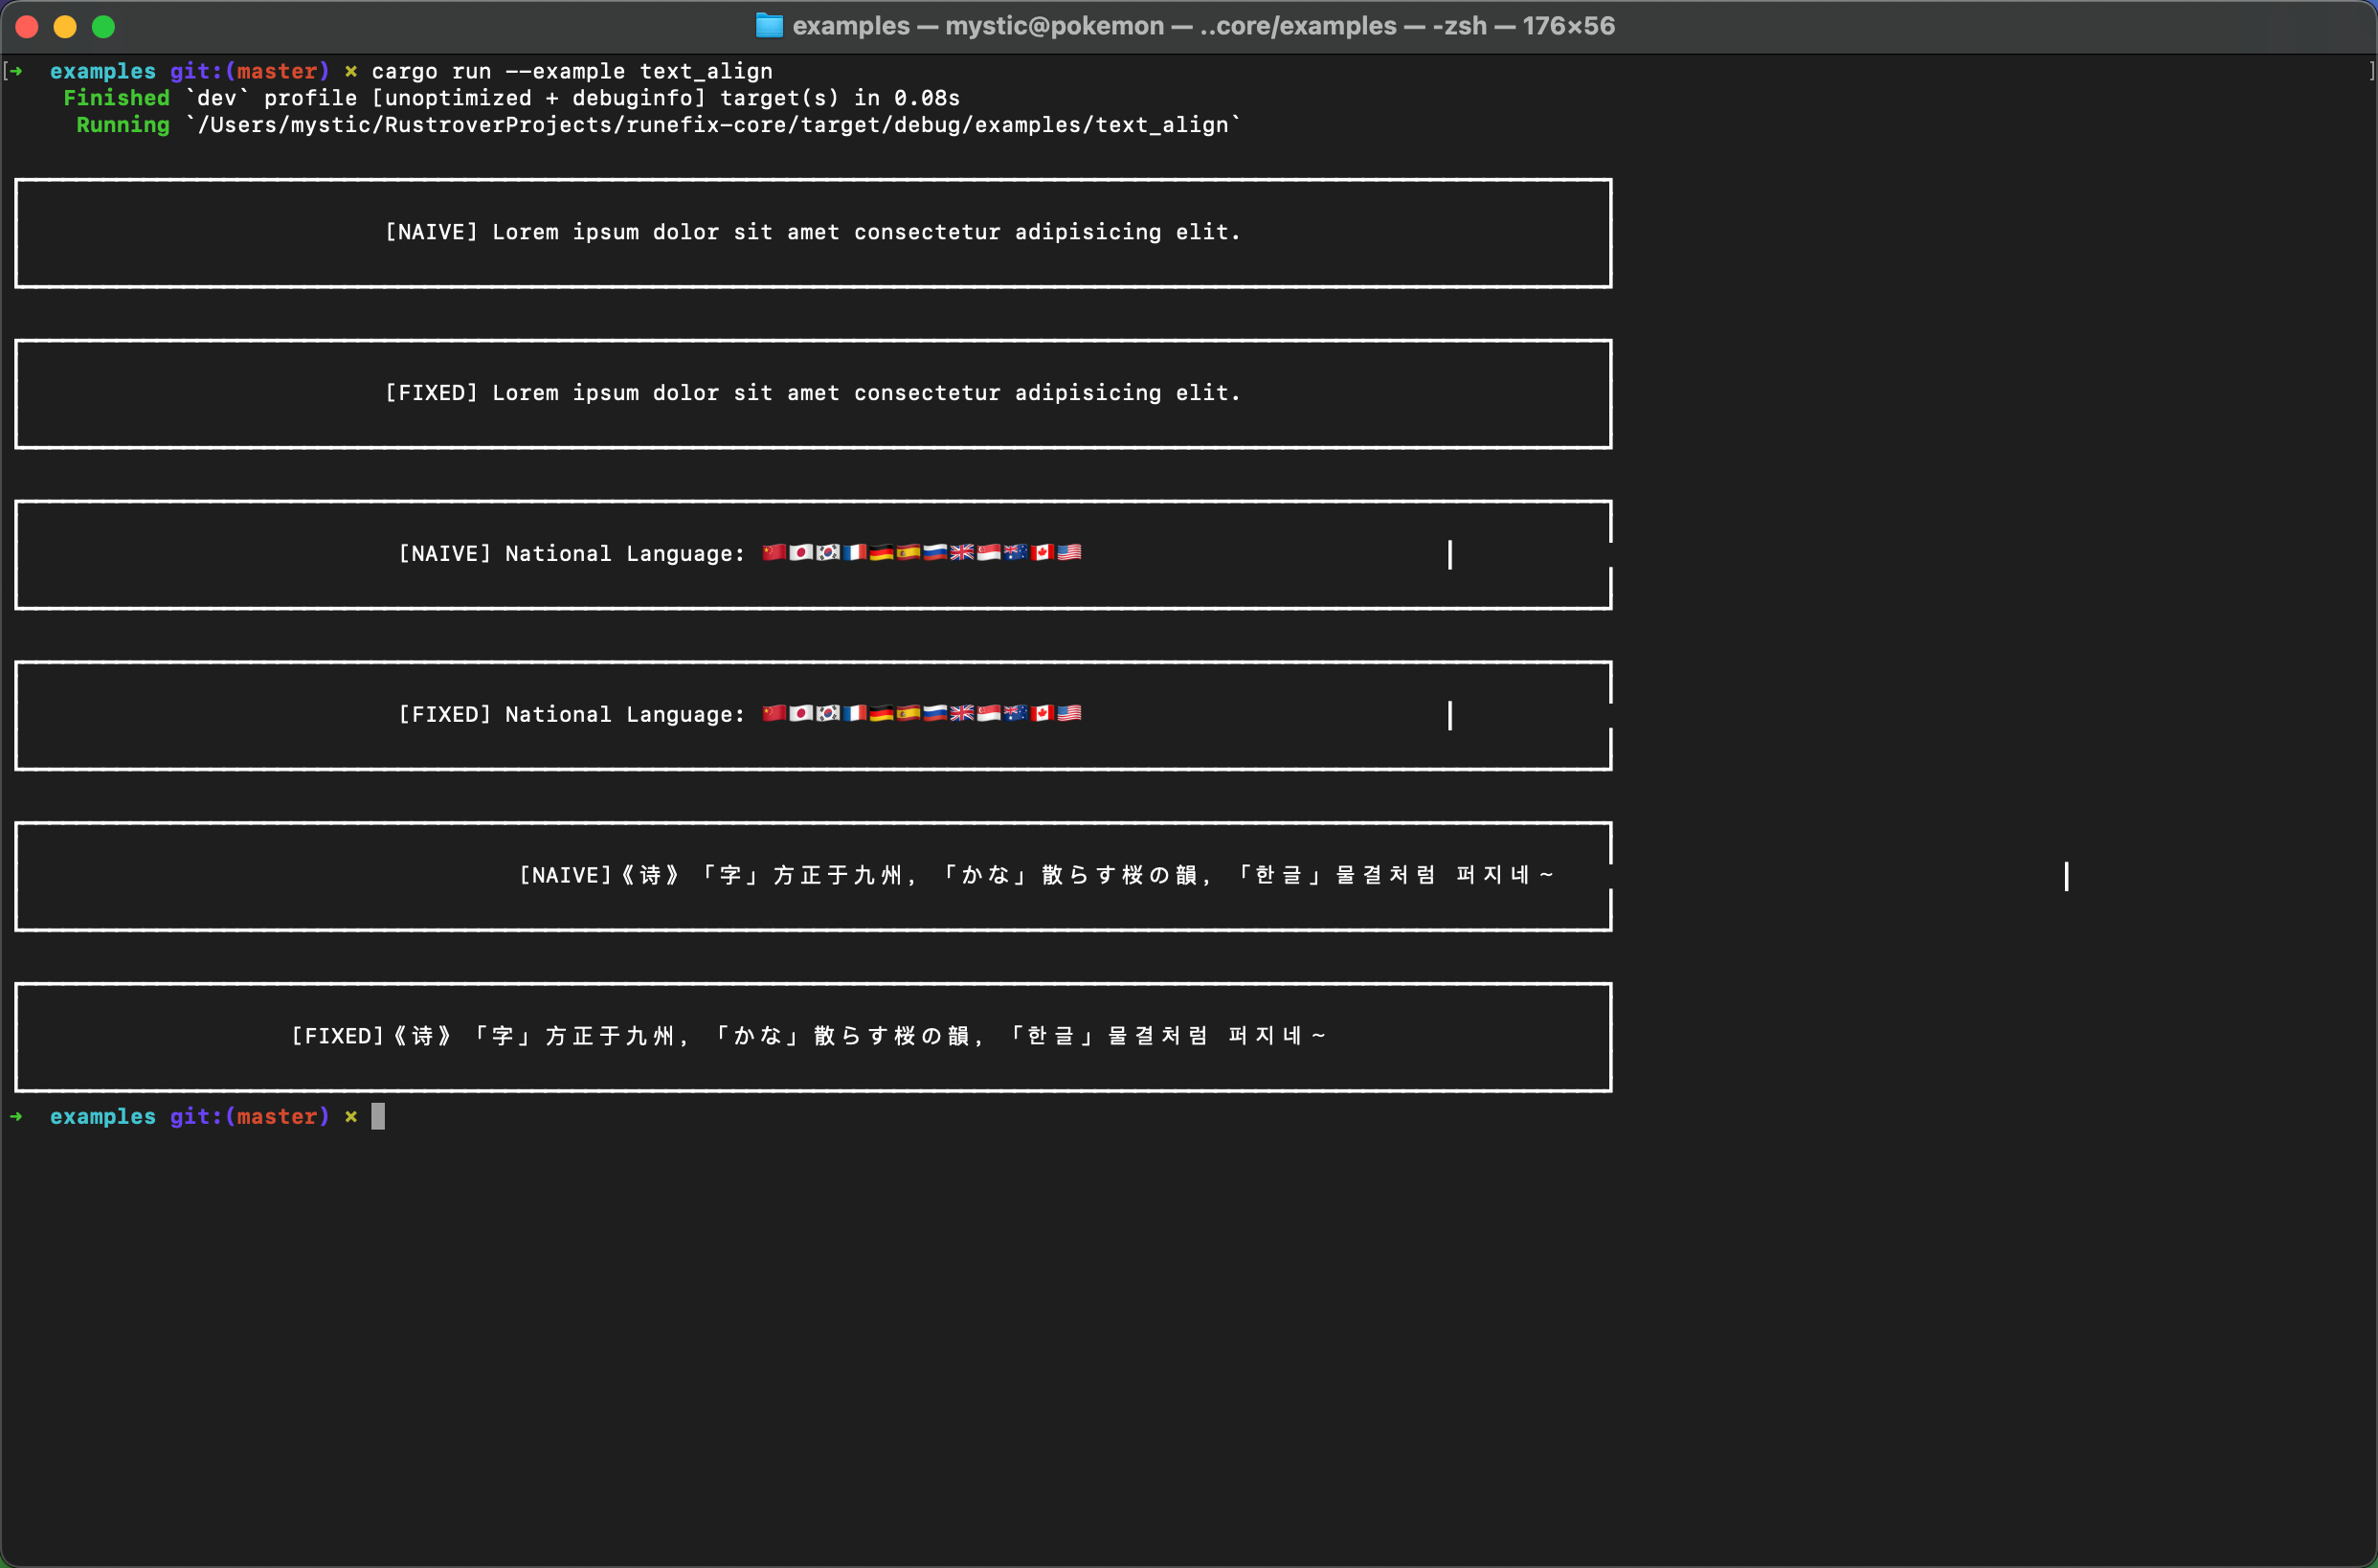 examples — mystic@pokemon — ..core/examples — -zsh — 176×56
[➜  examples git:(master) × cargo run --example text_align ]
Finished `dev` profile [unoptimized + debuginfo] target(s) in 0.08s
Running `/Users/mystic/RustroverProjects/runefix-core/target/debug/examples/text_align`
[NAIVE] Lorem ipsum dolor sit amet consectetur adipisicing elit.
[FIXED] Lorem ipsum dolor sit amet consectetur adipisicing elit.
[NAIVE] National Language: 🇨🇳🇯🇵🇰🇷🇫🇷🇩🇪🇪🇸🇷🇺🇬🇧🇸🇬🇦🇺🇨🇦🇺🇸
[FIXED] National Language: 🇨🇳🇯🇵🇰🇷🇫🇷🇩🇪🇪🇸🇷🇺🇬🇧🇸🇬🇦🇺🇨🇦🇺🇸
[NAIVE]《诗》「字」方正于九州,「かな」散らす桜の韻,「한글」물결처럼 퍼지네~
[FIXED]《诗》「字」方正于九州,「かな」散らす桜の韻,「한글」물결처럼 퍼지네~
➜  examples git:(master) ×